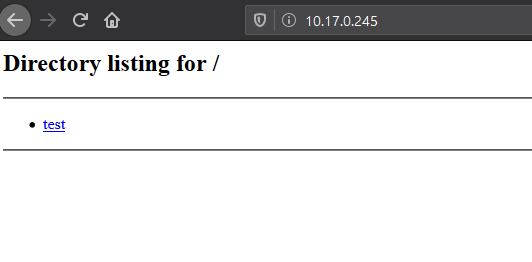 10.17.0.245
Directory listing for /
test